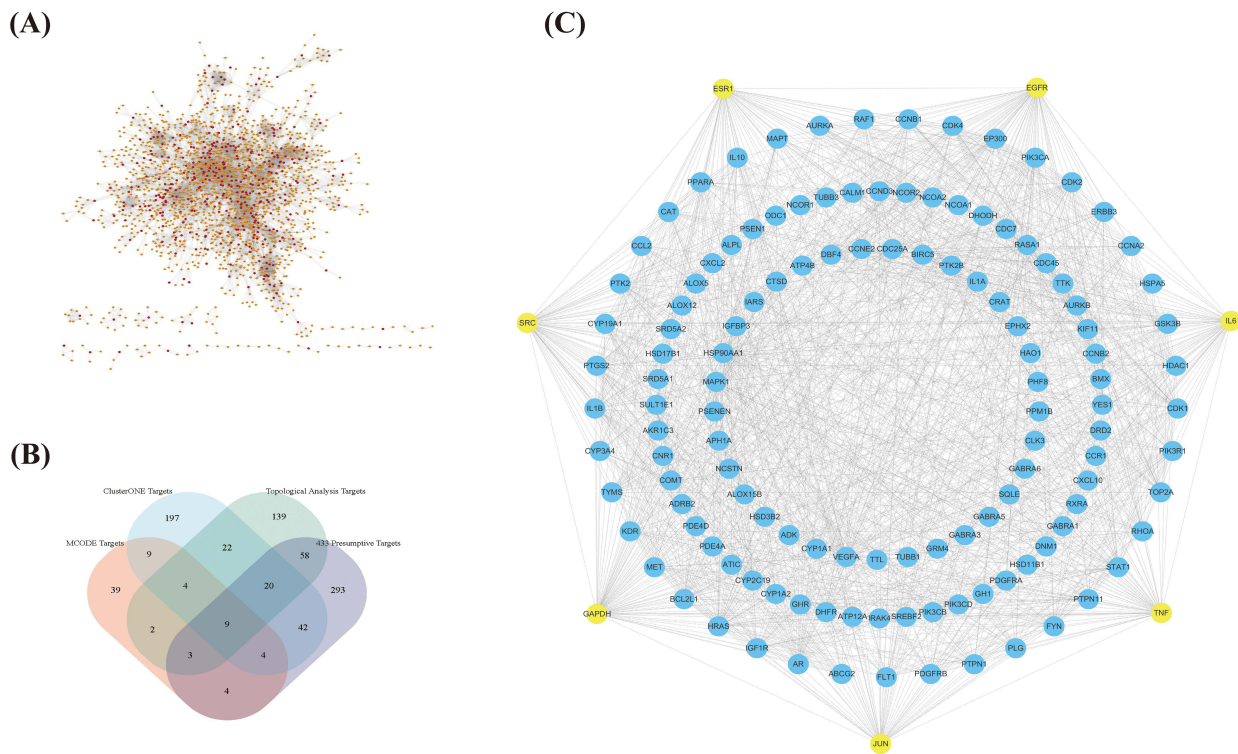 (A)
(B)
ClusterONE Targets
Topological Analysis Targets
MCODE Targets
433 Presumptive Targets
197
139
9
22
58
39
4
20
293
2
9
42
3
4
4
(C)
ESR1
EGFR
IL6
TNF
JUN
GAPDH
SRC
RAF1
CCNB1
CDK4
EP300
PIK3CA
CDK2
ERBB3
CCNA2
HSPA5
GSK3B
HDAC1
CDK1
PIK3R1
TOP2A
RHOA
STAT1
PTPN11
FYN
PLG
PTPN1
PDGFRB
FLT1
ABCG2
AR
IGF1R
HRAS
BCL2L1
MET
KDR
TYMS
CYP3A4
IL1B
PTGS2
CYP19A1
PTK2
CCL2
CAT
PPARA
IL10
MAPT
AURKA
CALM1
CCND3
NCOR2
NCOA2
NCOA1
DHODH
CDC7
RASA1
CDC45
TTK
AURKB
KIF11
CCNB2
BMX
YES1
DRD2
CCR1
CXCL10
RXRA
GABRA1
DNM1
HSD11B1
PDGFRA
GH1
PIK3CD
PIK3CB
SREBF2
IRAK4
ATP12A
DHFR
GHR
CYP1A2
CYP2C19
ATIC
PDE4A
PDE4D
ADRB2
COMT
CNR1
AKR1C3
SULT1E1
SRD5A1
HSD17B1
SRD5A2
ALOX12
ALOX5
CXCL2
ALPL
PSEN1
ODC1
NCOR1
TUBB3
CCNE2
CDC25A
BIRC5
PTK2B
IL1A
CRAT
EPHX2
HAO1
PHF8
PPM1B
CLK3
GABRA6
SQLE
GABRA5
GABRA3
GRM4
TUBB1
TTL
VEGFA
CYP1A1
ADK
HSD3B2
ALOX15B
NCSTN
APH1A
PSENEN
MAPK1
HSP90AA1
IGFBP3
IARS
CTSD
ATP4B
DBF4